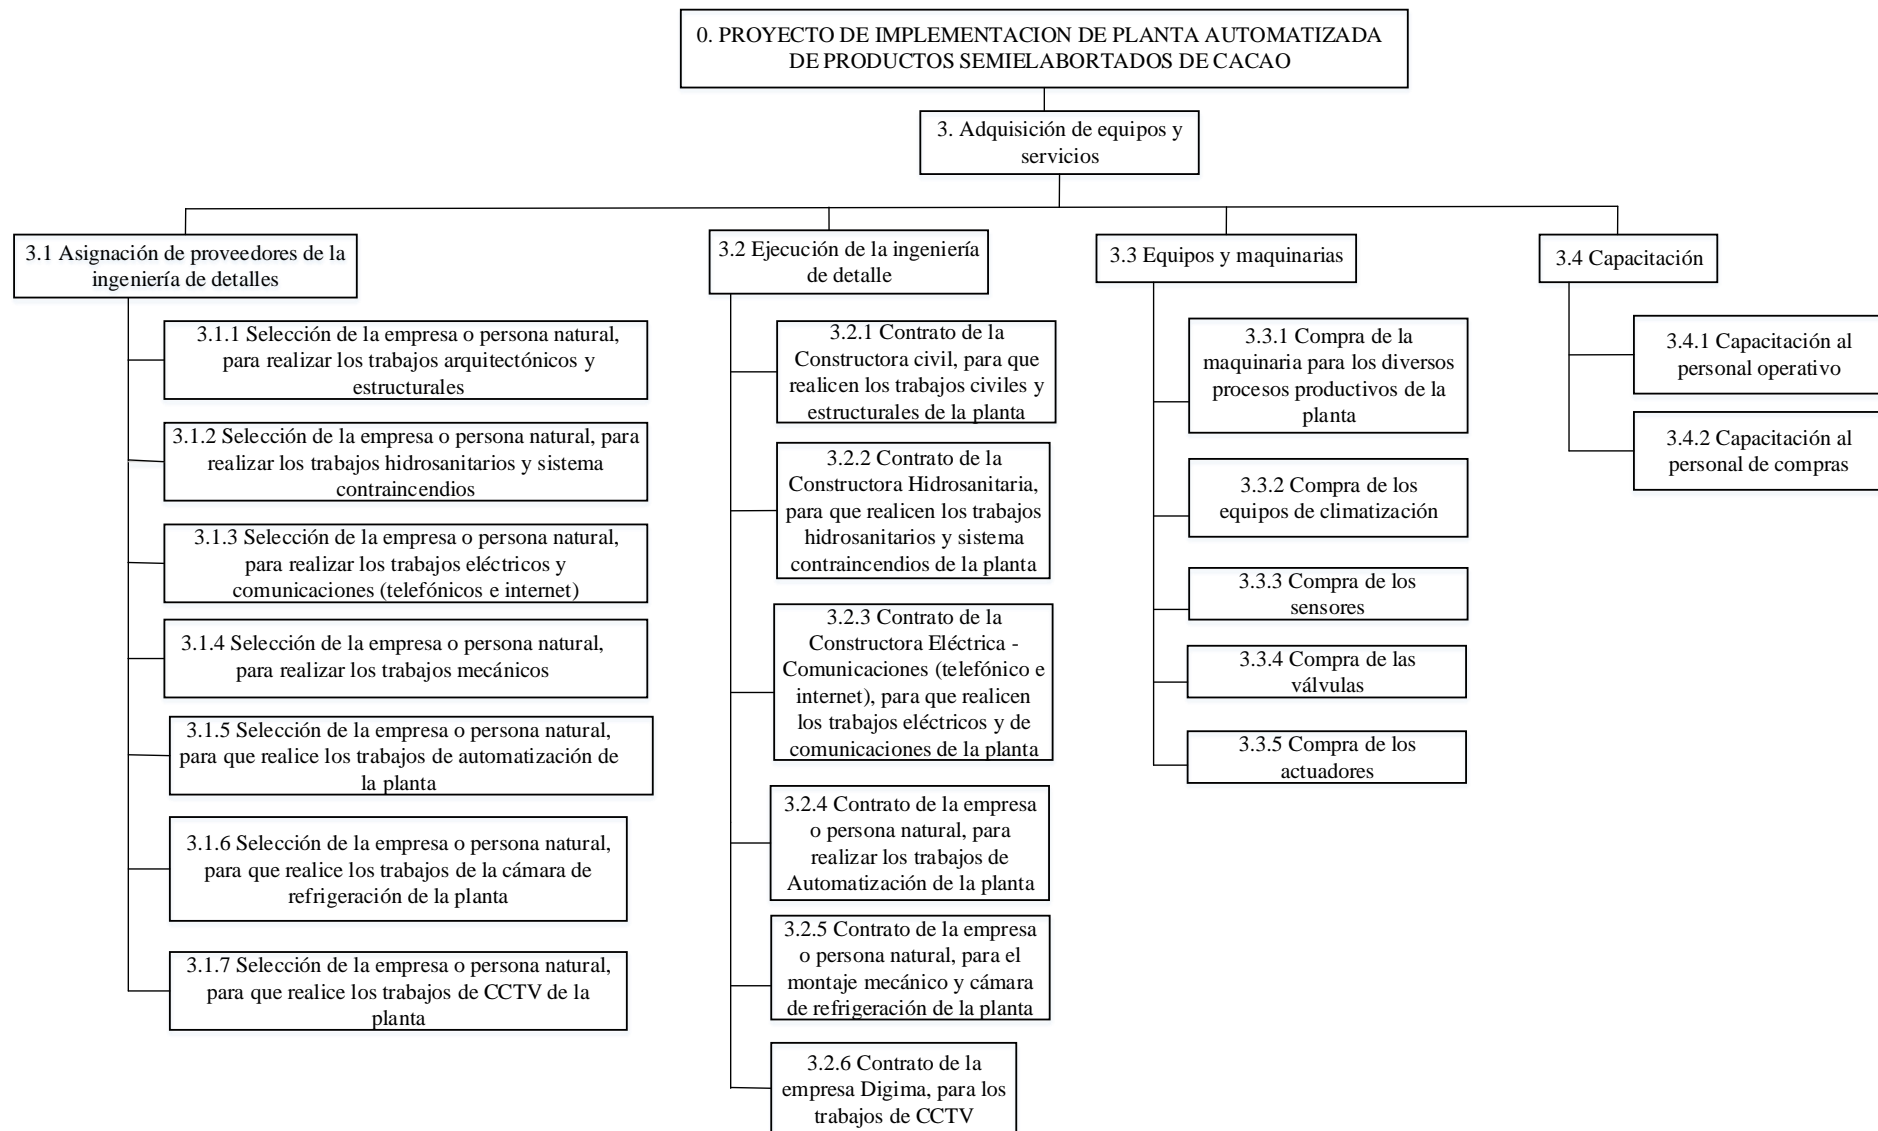 0. PROYECTO DE IMPLEMENTACION DE PLANTA AUTOMATIZADA
DE PRODUCTOS SEMIELABORTADOS DE CACAO
3. Adquisición de equipos y
servicios
3.1 Asignación de proveedores de la
ingeniería de detalles
3.1.1 Selección de la empresa o persona natural,
para realizar los trabajos arquitectónicos y
estructurales
3.1.2 Selección de la empresa o persona natural, para
realizar los trabajos hidrosanitarios y sistema
contraincendios
3.1.3 Selección de la empresa o persona natural,
para realizar los trabajos eléctricos y
comunicaciones (telefónicos e internet)
3.1.4 Selección de la empresa o persona natural,
para realizar los trabajos mecánicos
3.1.5 Selección de la empresa o persona natural,
para que realice los trabajos de automatización de
la planta
3.1.6 Selección de la empresa o persona natural,
para que realice los trabajos de la cámara de
refrigeración de la planta
3.1.7 Selección de la empresa o persona natural,
para que realice los trabajos de CCTV de la
planta
3.2 Ejecución de la ingeniería
de detalle
3.2.1 Contrato de la
Constructora civil, para que
realicen los trabajos civiles y
estructurales de la planta
3.2.2 Contrato de la
Constructora Hidrosanitaria,
para que realicen los trabajos
hidrosanitarios y sistema
contraincendios de la planta
3.2.3 Contrato de la
Constructora Eléctrica -
Comunicaciones (telefónico e
internet), para que realicen
los trabajos eléctricos y de
comunicaciones de la planta
3.2.4 Contrato de la empresa
o persona natural, para
realizar los trabajos de
Automatización de la planta
3.2.5 Contrato de la empresa
o persona natural, para el
montaje mecánico y cámara
de refrigeración de la planta
3.2.6 Contrato de la
empresa Digima, para los
trabajos de CCTV
3.3 Equipos y maquinarias
3.3.1 Compra de la
maquinaria para los diversos
procesos productivos de la
planta
3.3.2 Compra de los
equipos de climatización
3.3.3 Compra de los
sensores
3.3.4 Compra de las
válvulas
3.3.5 Compra de los
actuadores
3.4 Capacitación
3.4.1 Capacitación al
personal operativo
3.4.2 Capacitación al
personal de compras